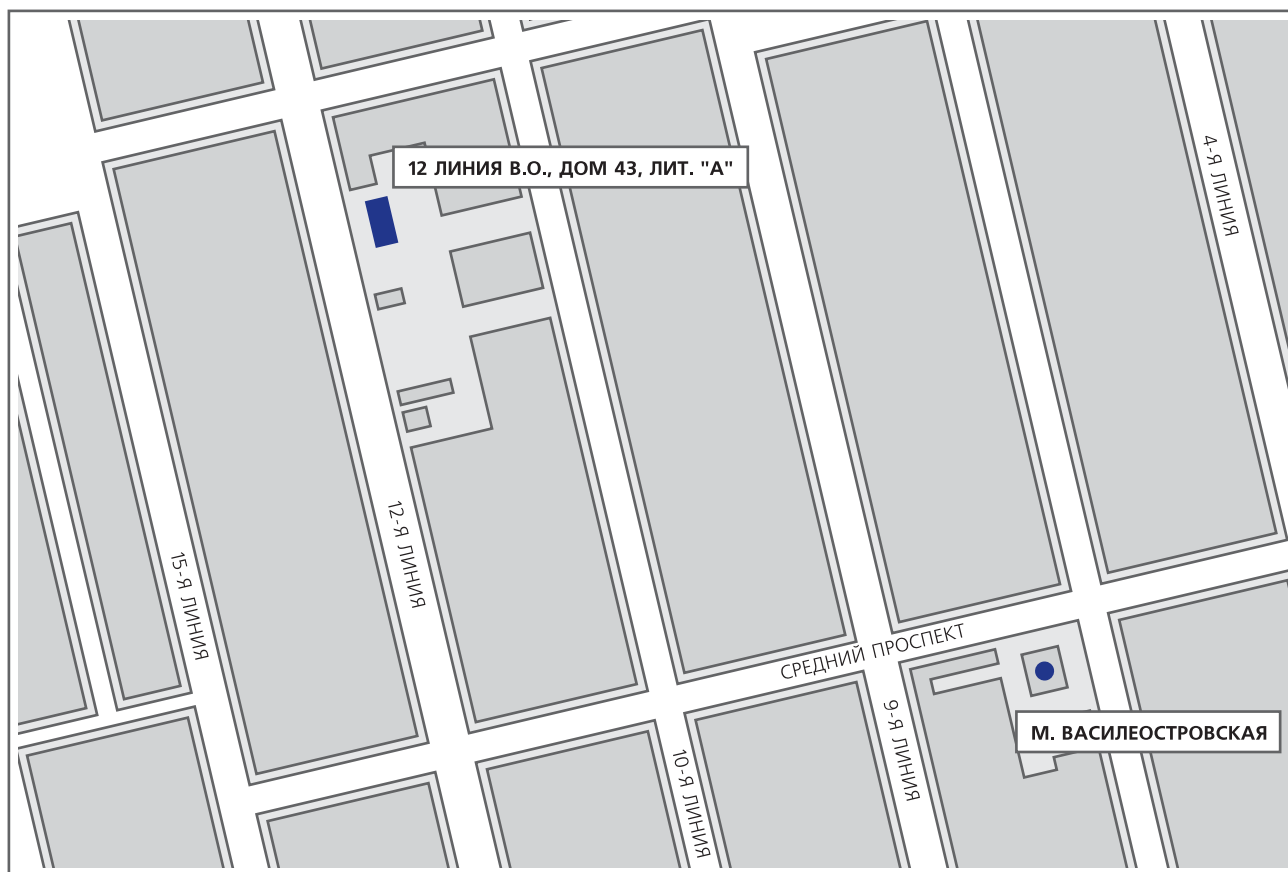 12 ЛИНИЯ В.О., ДОМ 43, ЛИТ. "А"
4-Я ЛИНИЯ
12-Я ЛИНИЯ
15-Я ЛИНИЯ
СРЕДНИЙ ПРОСПЕКТ
9-Я ЛИНИЯ
М. ВАСИЛЕОСТРОВСКАЯ
10-Я ЛИНИЯ